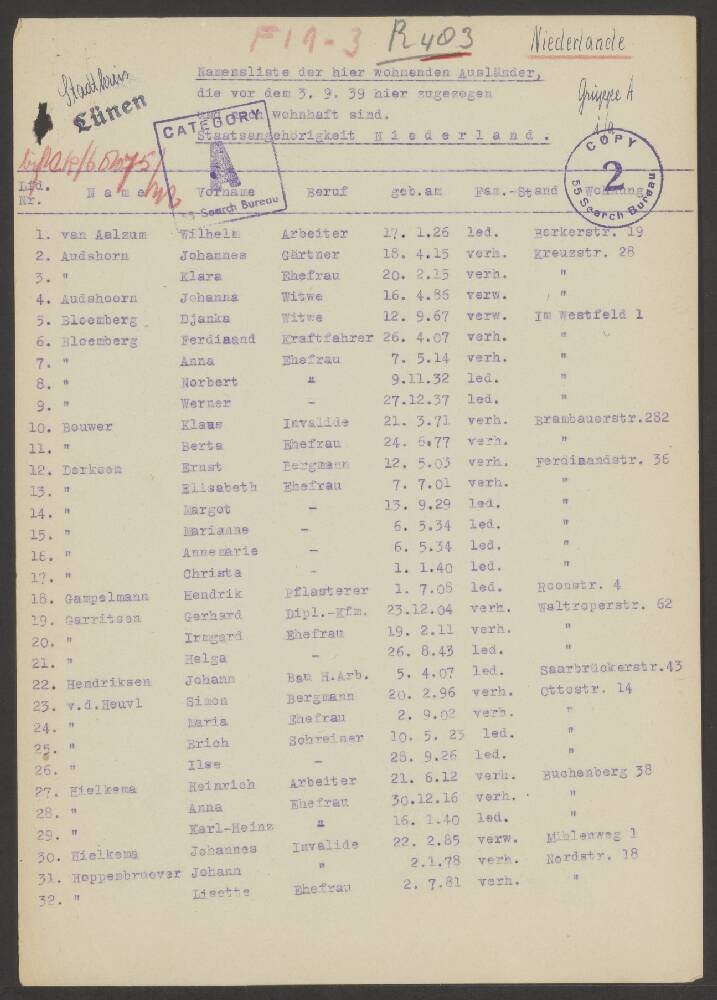 F19-3 R403 Niederlande
Stadtkreis
Lünen
Namensliste der hier wohnenden Ausländer,
die vor dem 3. 9. 39 hier zugezogen
und noch wohnhaft sind.
Staatsangehörigkeit Niederland.
Gruppe A
CATEGORY
A
Search Bureau
COPY
2
55 Search Bureau
Lfd. Nr. Name Vorname Beruf geb.am Fam.-Stand Wohnung
1. van Aalzum Wilhelm Arbeiter 17. 1.26 led. Borkerstr. 19
2. Audshorn Johannes Gärtner 18. 4.15 verh. Kreuzstr. 28
3. " Klara Ehefrau 20. 2.15 verh. "
4. Audshoorn Johanna Witwe 16. 4.86 verw. "
5. Bloemberg Djanka Witwe 12. 9.67 verw. Im Westfeld 1
6. Bloemberg Ferdinand Kraftfahrer 26. 4.07 verh. "
7. " Anna Ehefrau 7. 5.14 verh. "
8. " Norbert - 9.11.32 led. "
9. " Werner - 27.12.37 led. "
10. Bouwer Klaus Invalide 21. 3.71 verh. Brambauerstr.282
11. " Berta Ehefrau 24. 6.77 verh. "
12. Derksen Ernst Bergmann 12. 5.03 verh. Ferdinandstr. 36
13. " Elisabeth Ehefrau 7. 7.01 verh. "
14. " Margot - 13. 9.29 led. "
15. " Marianne - 6. 5.34 led. "
16. " Annemarie - 6. 5.34 led. "
17. " Christa - 1. 1.40 led. "
18. Gampelmann Hendrik Pflasterer 1. 7.08 led. Roonstr. 4
19. Garritsen Gerhard Dipl.-Kfm. 23.12.04 verh. Waltroperstr. 62
20. " Irmgard Ehefrau 19. 2.11 verh. "
21. " Helga - 26. 8.43 led. "
22. Hendriksen Johann Bau H.Arb. 5. 4.07 led. Saarbrückerstr.43
23. v.d.Heuvl Simon Bergmann 20. 2.96 verh. Ottostr. 14
24. " Maria Ehefrau 2. 9.02 verh. "
25. " Erich Schreiner 10. 5. 23 led. "
26. " Ilse - 28. 9.26 led. "
27. Hielkema Heinrich Arbeiter 21. 6.12 verh. Buchenberg 38
28. " Anna Ehefrau 30.12.16 verh. "
29. " Karl-Heinz - 16. 1.40 led. "
30. Hielkema Johannes Invalide 22. 2.85 verw. Mühlenweg 1
31. Hoppenbruover Johann " 2.1.78 verh. Nordstr. 18
32. " Lisette Ehefrau 2. 7.81 verh. "